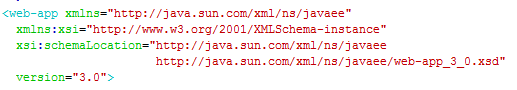 <web-app xmlns="http://java.sun.com/xml/ns/javaee"
xmlns:xsi="http://www.w3.org/2001/XMLSchema-instance"
xsi:schemaLocation="http://java.sun.com/xml/ns/javaee
http://java.sun.com/xml/ns/javaee/web-app_3_0.xsd"
version="3.0">